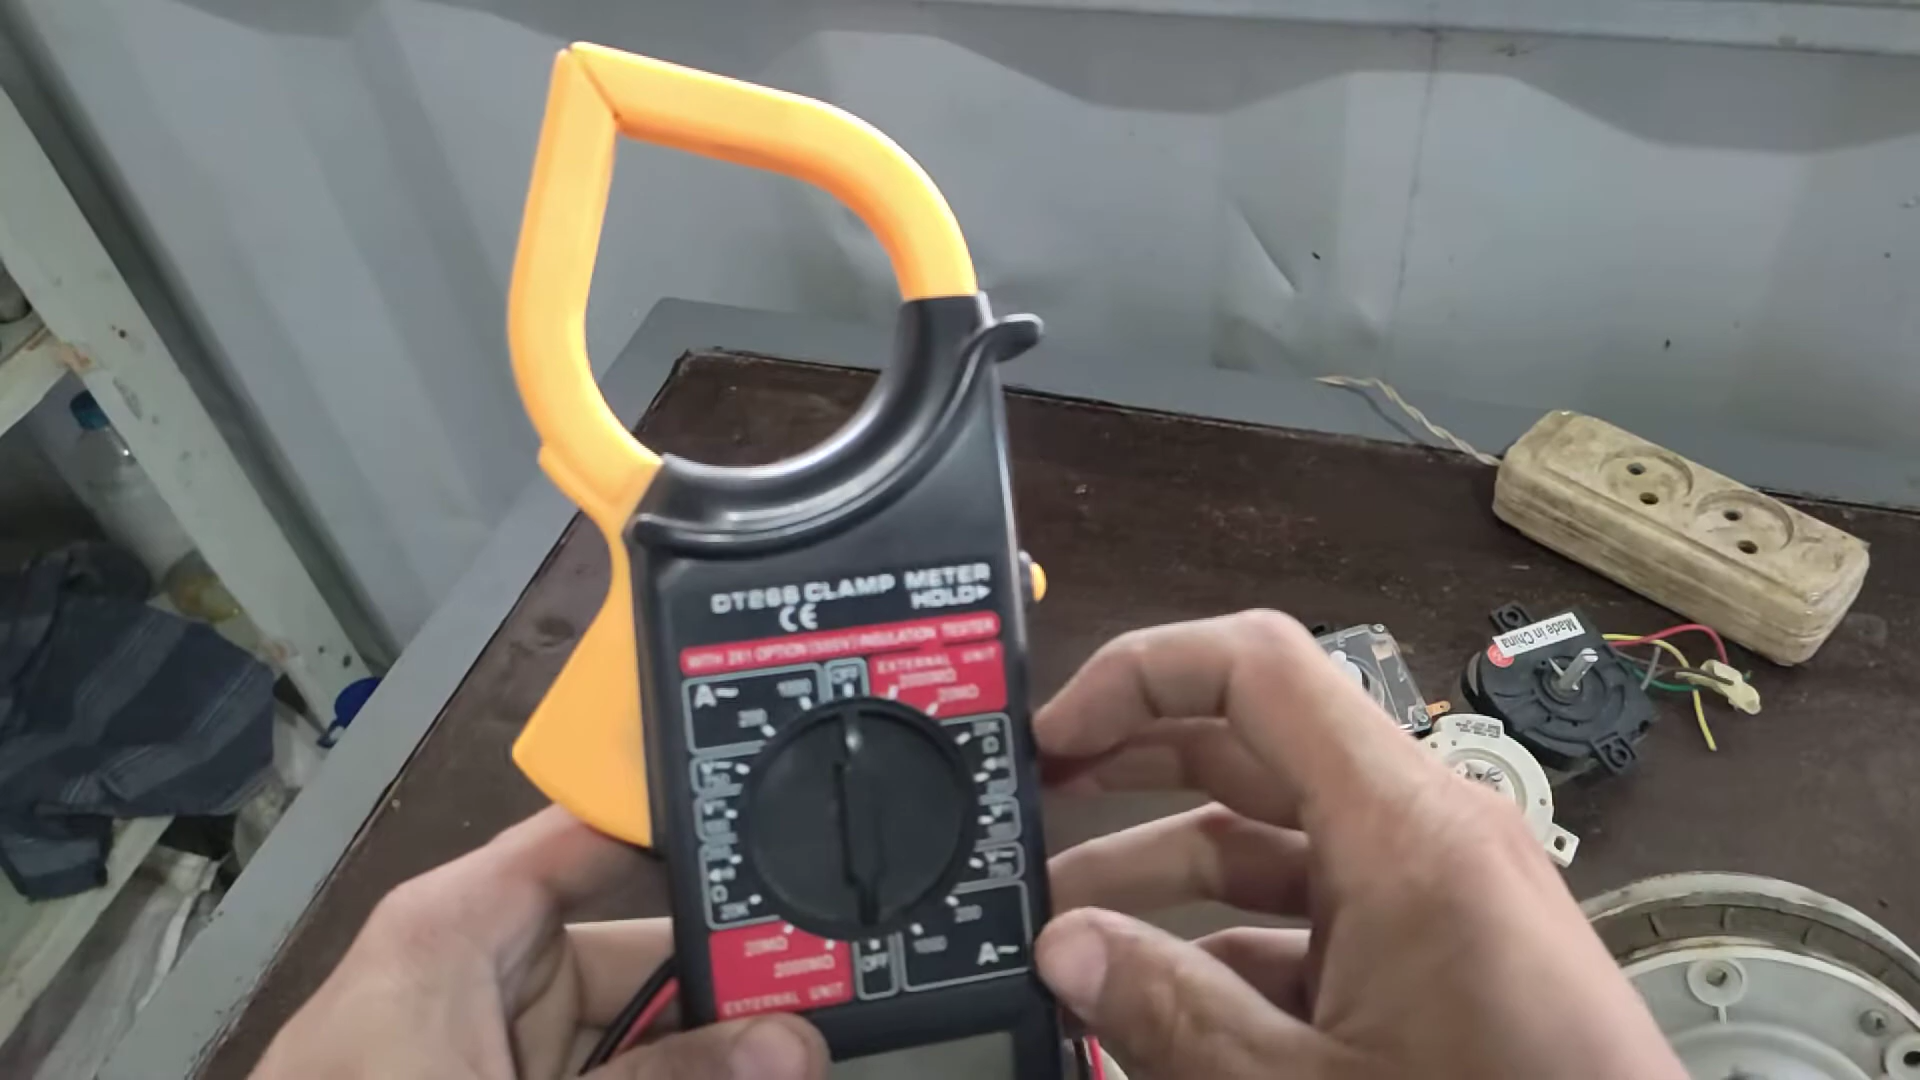 DT266 CLAMP METER
CE
HOLD
WITH 261 OPTION (500V) INSULATION TESTER
A~ 1000
200
OFF
EXTERNAL UNIT
2000MΩ
20MΩ
20K
Ω
20K
Ω
20MΩ
2000MΩ
EXTERNAL UNIT
OFF
200
1000
A~
Made in China